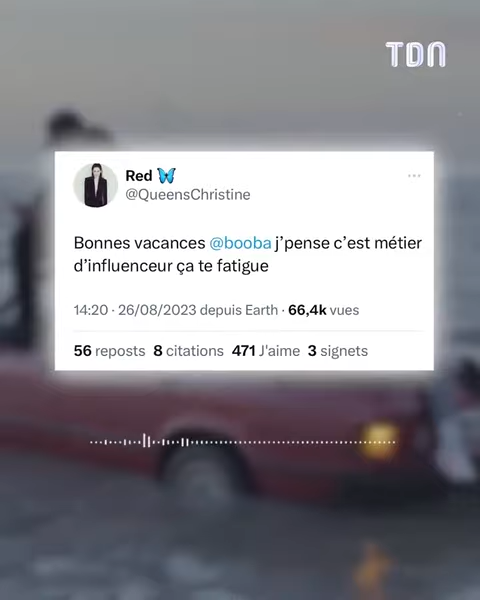 TDN
Red 🦋
@QueensChristine
Bonnes vacances @booba j’pense c’est métier
d’influenceur ça te fatigue
14:20 · 26/08/2023 depuis Earth · 66,4k vues
56 reposts 8 citations 471 J'aime 3 signets